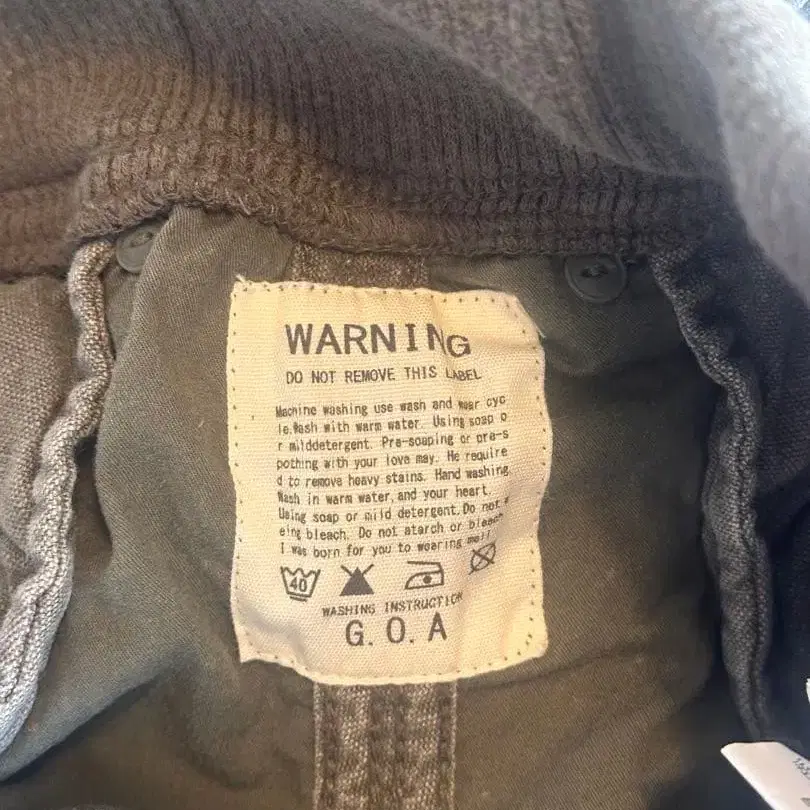 WARNING
DO NOT REMOVE THIS LABEL
Machine washing use wash and wear cyc
le.Wash with warm water. Using soap o
r milddetergent. Pre-soaping or ore-s
pothing with your love may. He require
d to remove heavy stains. Hand washing
Wash in warm water, and your heart.
Using soap or mild detergent. Do not
eing bleach. Do not atarch or bleach
I was born for you to wearing me!!
40
WASHING INSTRUCTION
G.O.A